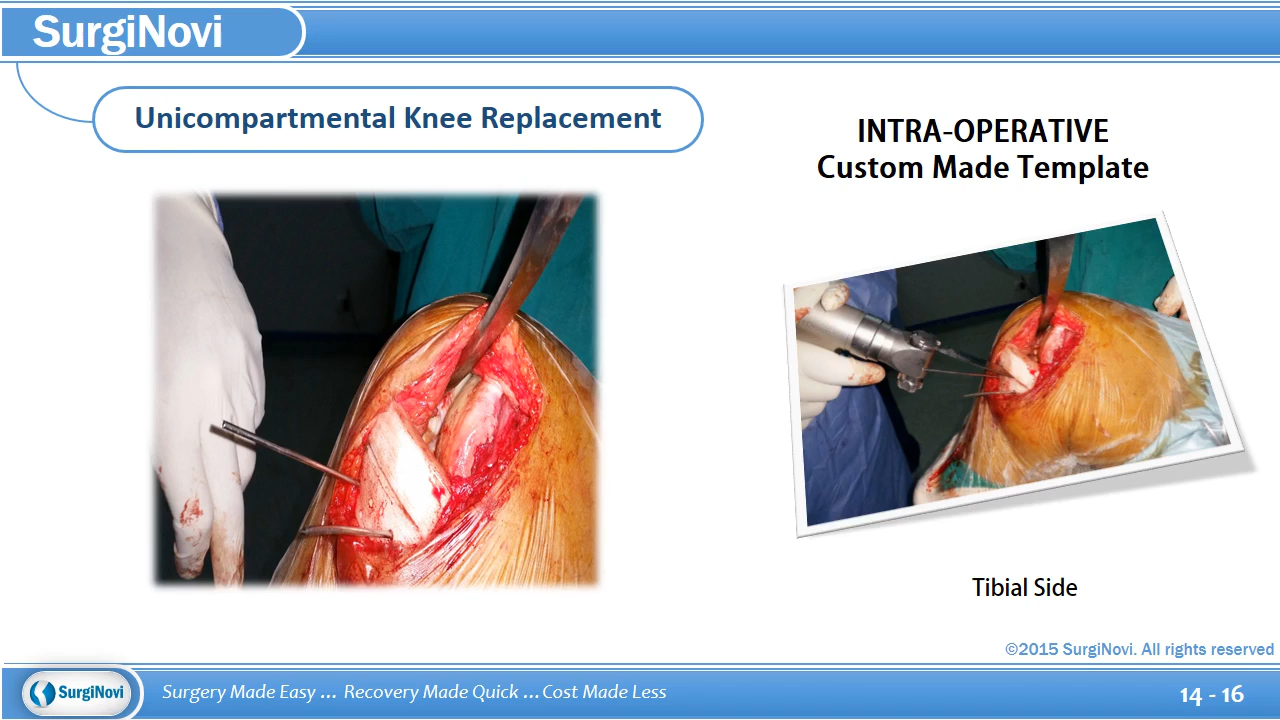 SurgiNovi
Unicompartmental Knee Replacement
INTRA-OPERATIVE
Custom Made Template
Tibial Side
©2015 SurgiNovi. All rights reserved
SurgiNovi
Surgery Made Easy ... Recovery Made Quick ... Cost Made Less
14 - 16